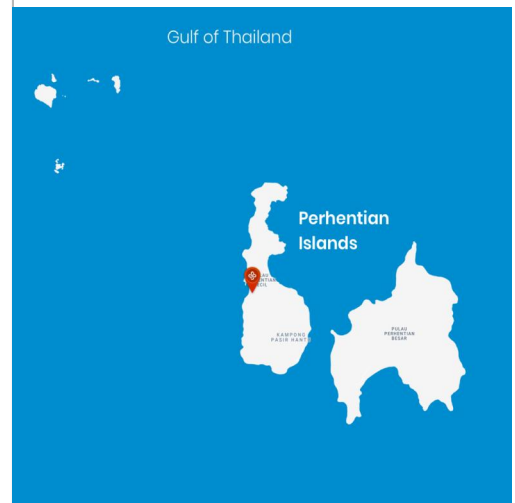 Gulf of Thailand
Perhentian
Islands
KAMPONG
PASIR HANTU
PULAU
PERHENTIAN
BESAR